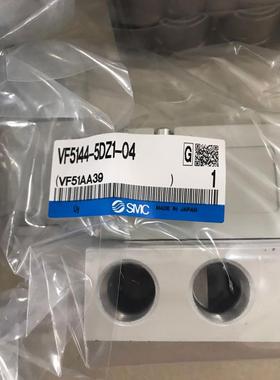 VF5144-5DZ1-04
G
(VF51AA39 )
1
SMC MADE IN JAPAN